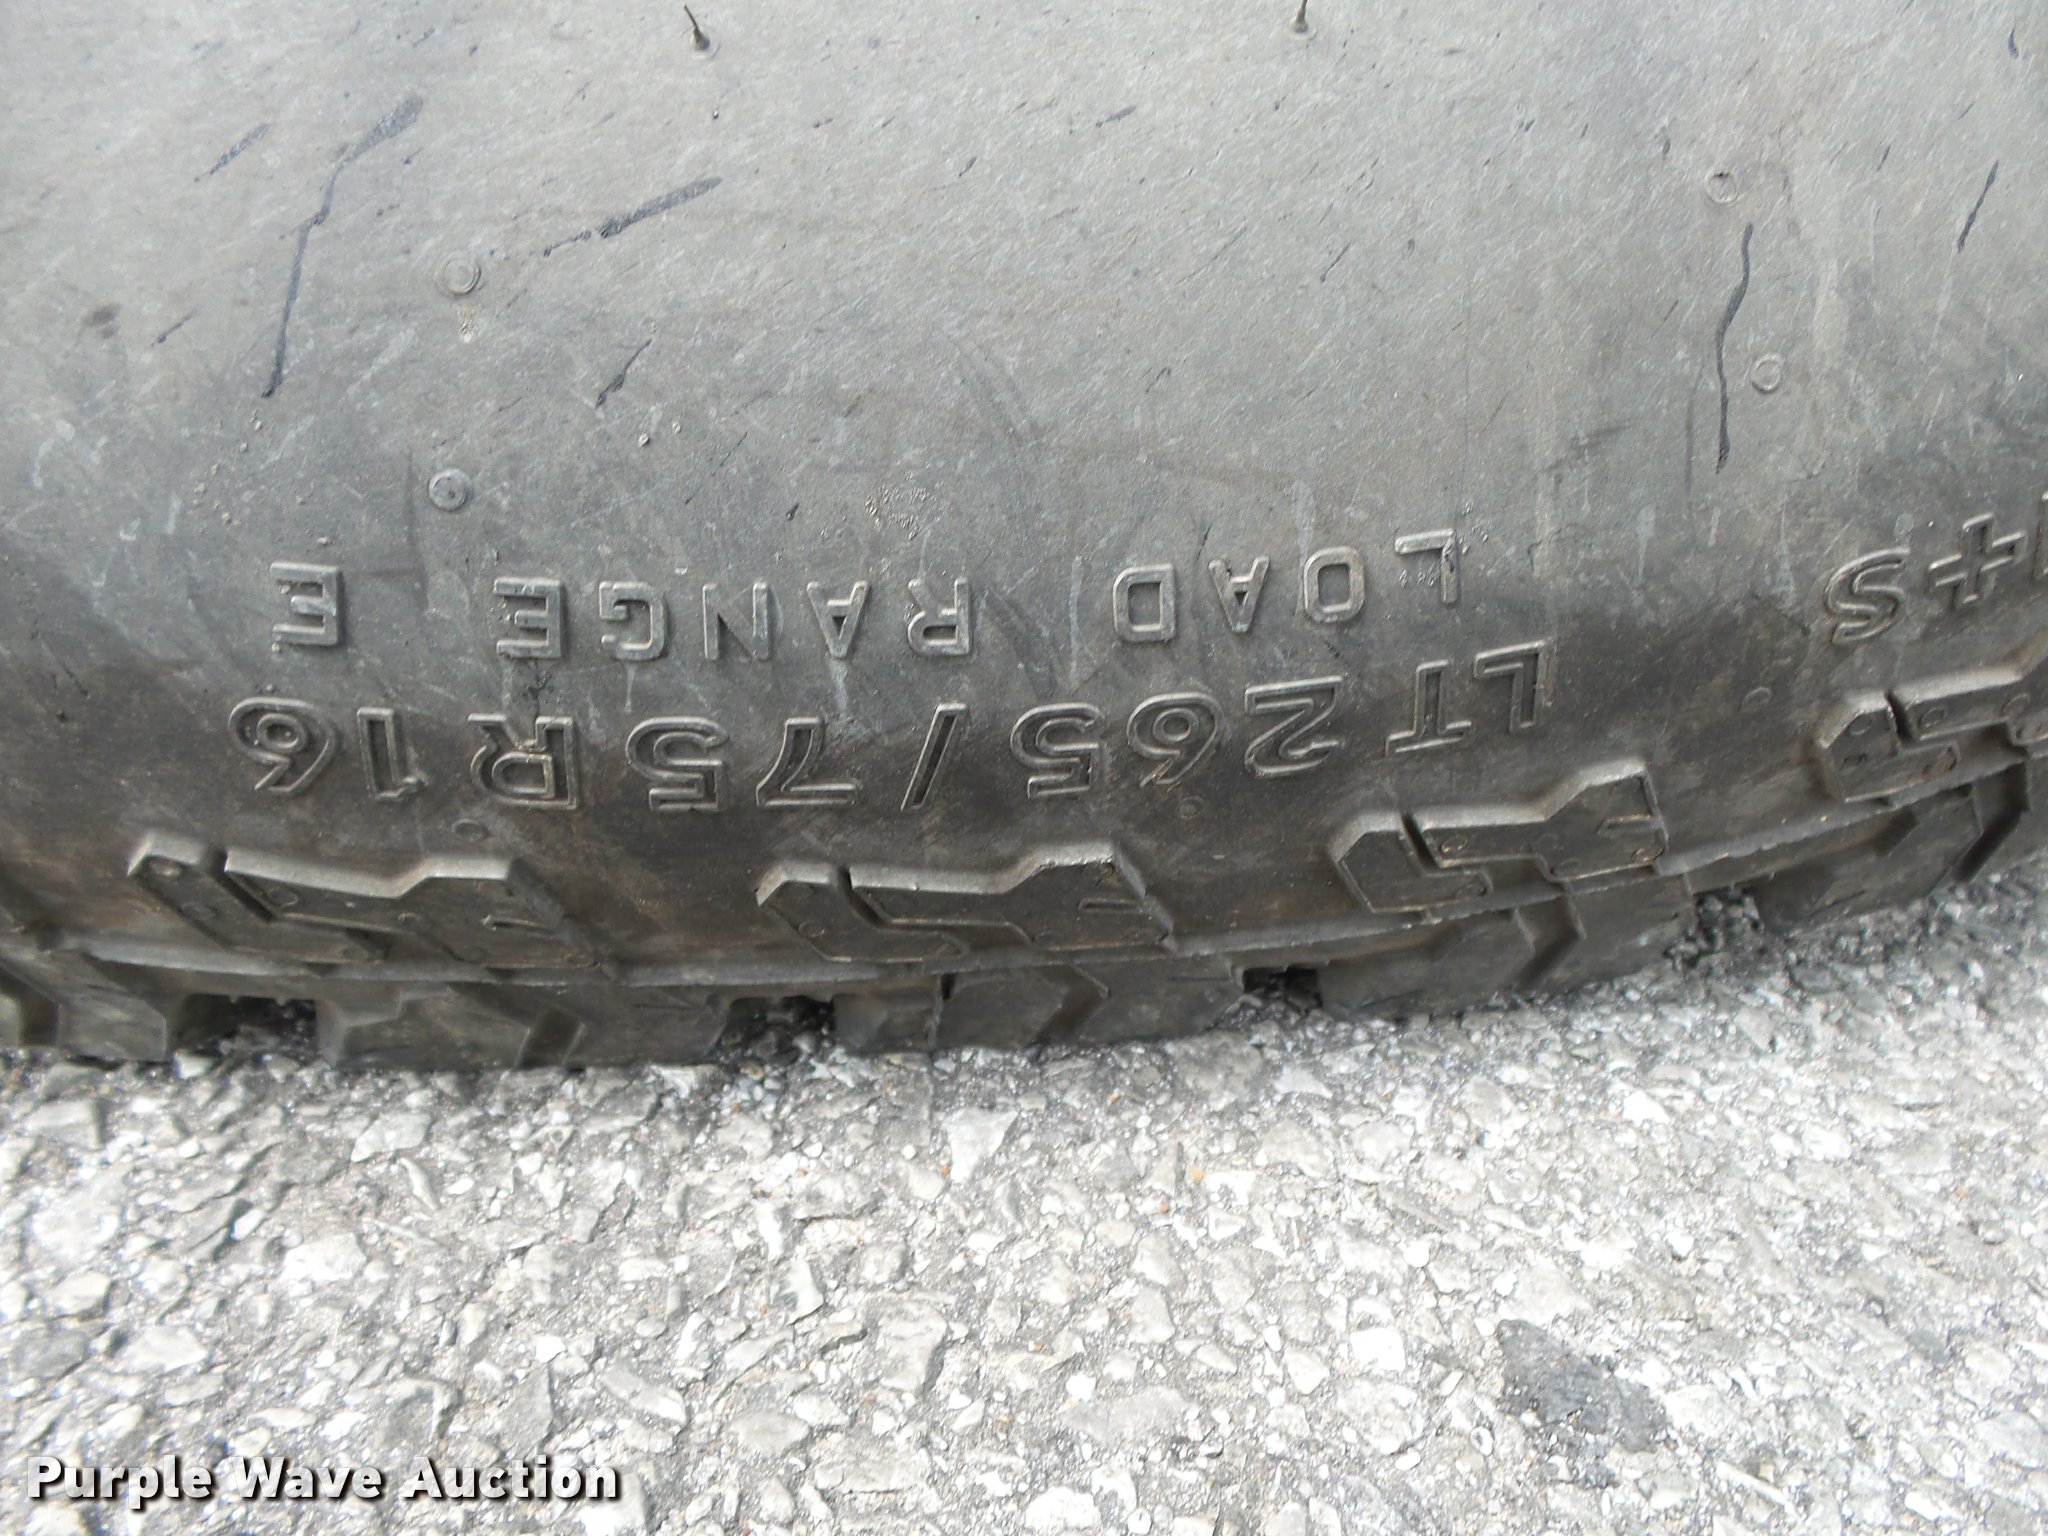 M+S
LT265/75R16
LOAD RANGE E
Purple Wave Auction